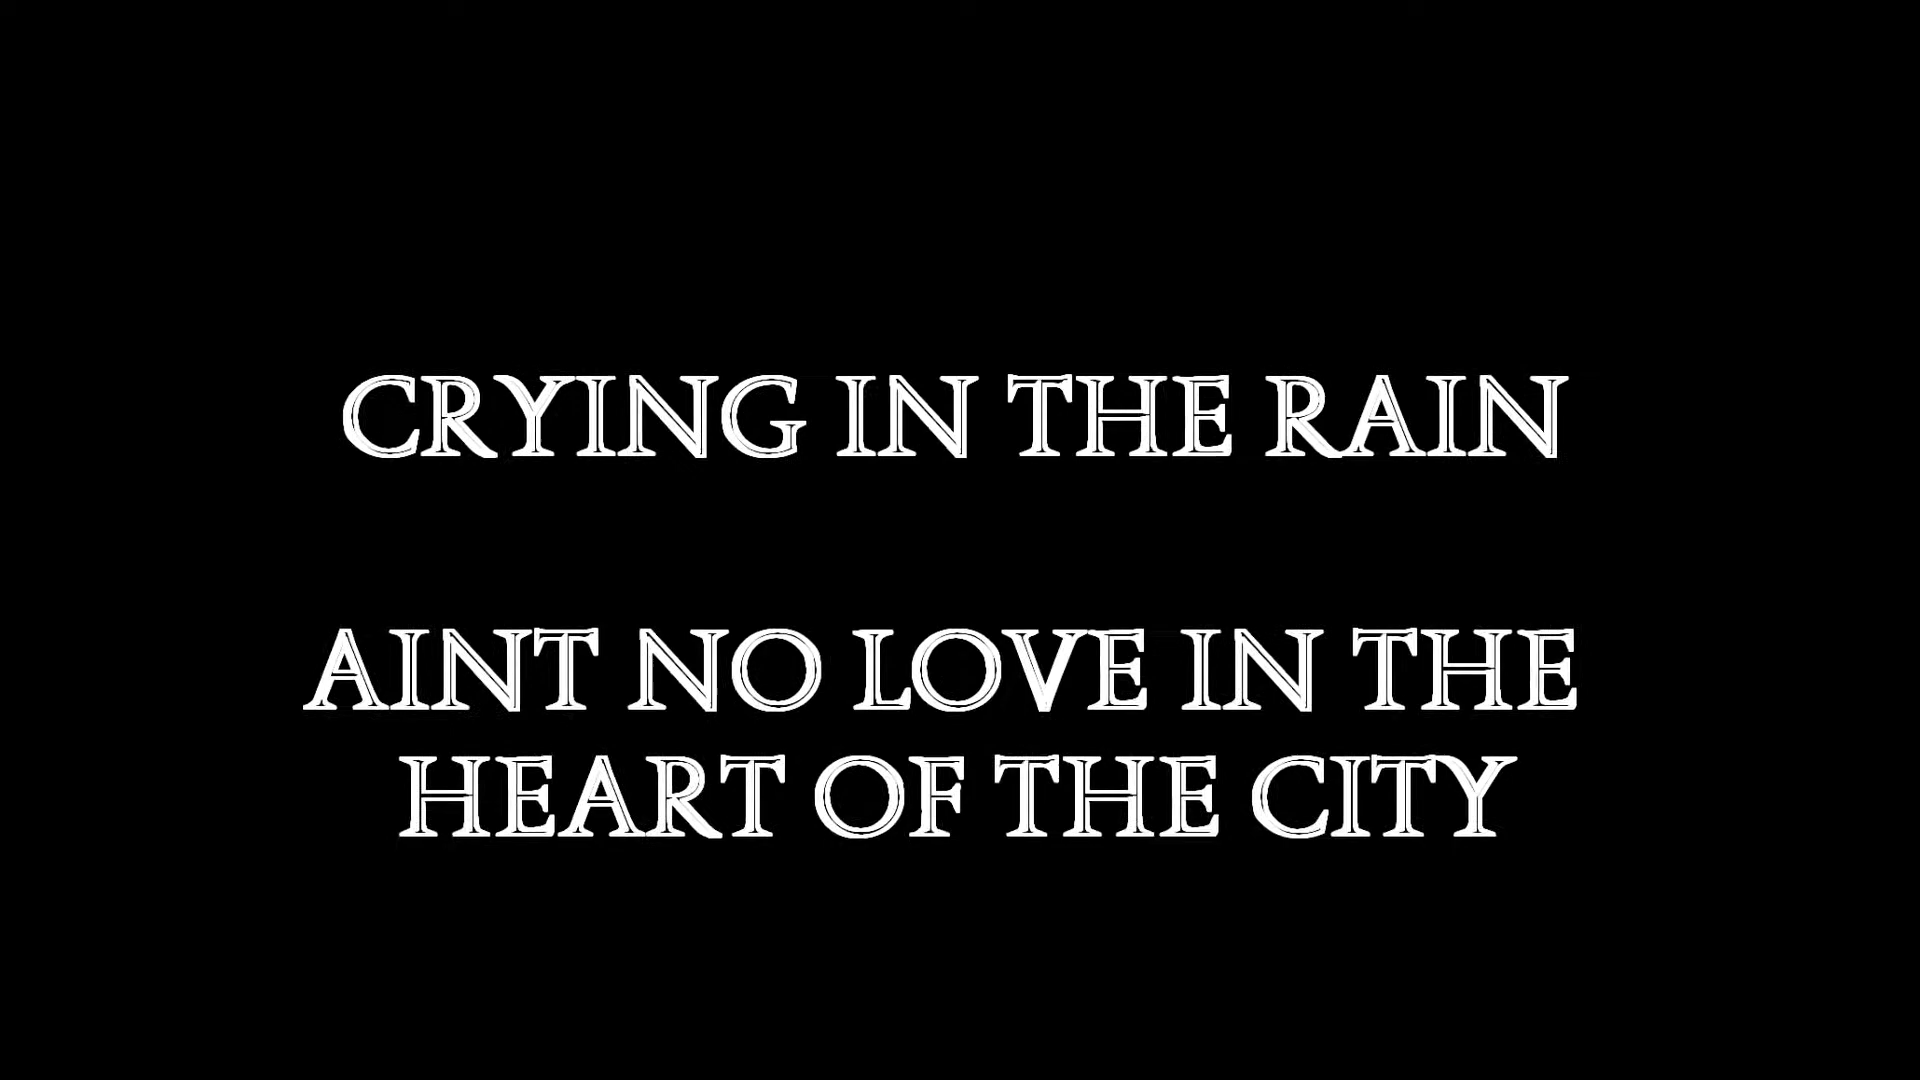 CRYING IN THE RAIN
AINT NO LOVE IN THE
HEART OF THE CITY